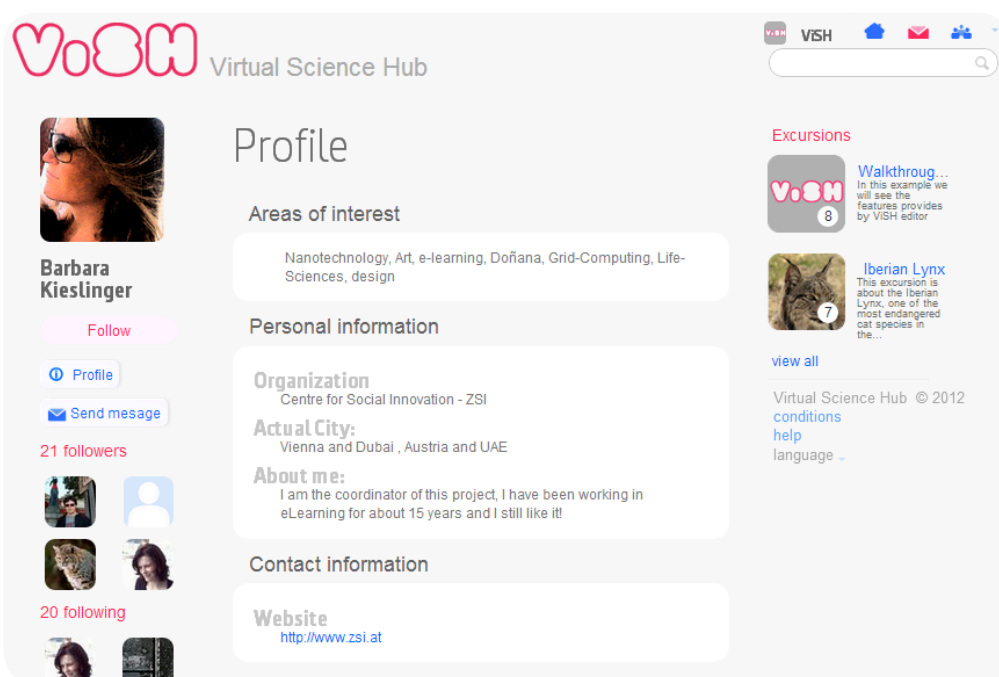 ViSH Virtual Science Hub
ViSH ViSH
Profile
Barbara
Kieslinger
Follow
Profile
Send mesage
21 followers
20 following
Areas of interest
Nanotechnology, Art, e-learning, Doñana, Grid-Computing, Life-
Sciences, design
Personal information
Organization
Centre for Social Innovation - ZSI
Actual City:
Vienna and Dubai , Austria and UAE
About me:
I am the coordinator of this project, I have been working in
eLearning for about 15 years and I still like it!
Contact information
Website
http://www.zsi.at
Excursions
ViSH
8
Walkthroug...
In this example we
will see the
features provides
by ViSH editor
7
Iberian Lynx
This excursion is
about the Iberian
Lynx, one of the
most endangered
cat species in
the...
view all
Virtual Science Hub © 2012
conditions
help
language